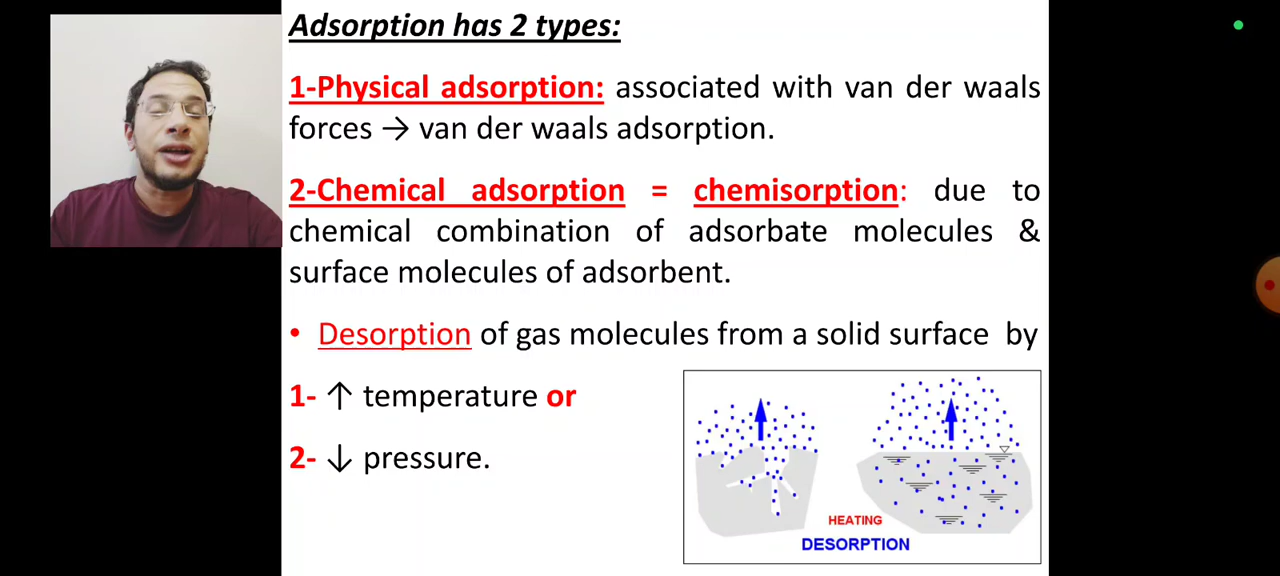 Adsorption has 2 types:
1-Physical adsorption: associated with van der waals
forces → van der waals adsorption.
2-Chemical adsorption = chemisorption: due to
chemical combination of adsorbate molecules &
surface molecules of adsorbent.
• Desorption of gas molecules from a solid surface by
1- ↑ temperature or
2- ↓ pressure.
HEATING
DESORPTION